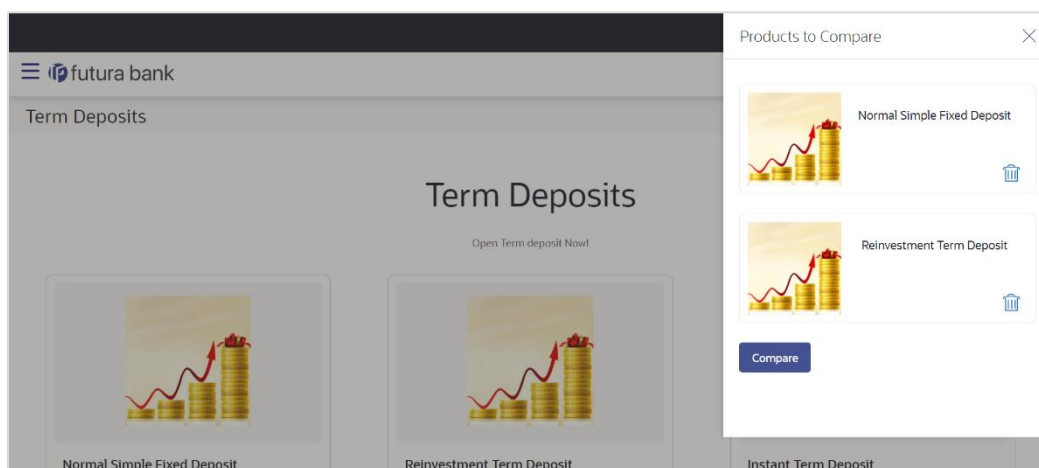 Products to Compare
futura bank
Term Deposits
Normal Simple Fixed Deposit
Term Deposits
Open Term deposit Now!
Reinvestment Term Deposit
Compare
Normal Simple Fixed Deposit
Reinvestment Term Deposit
Instant Term Deposit